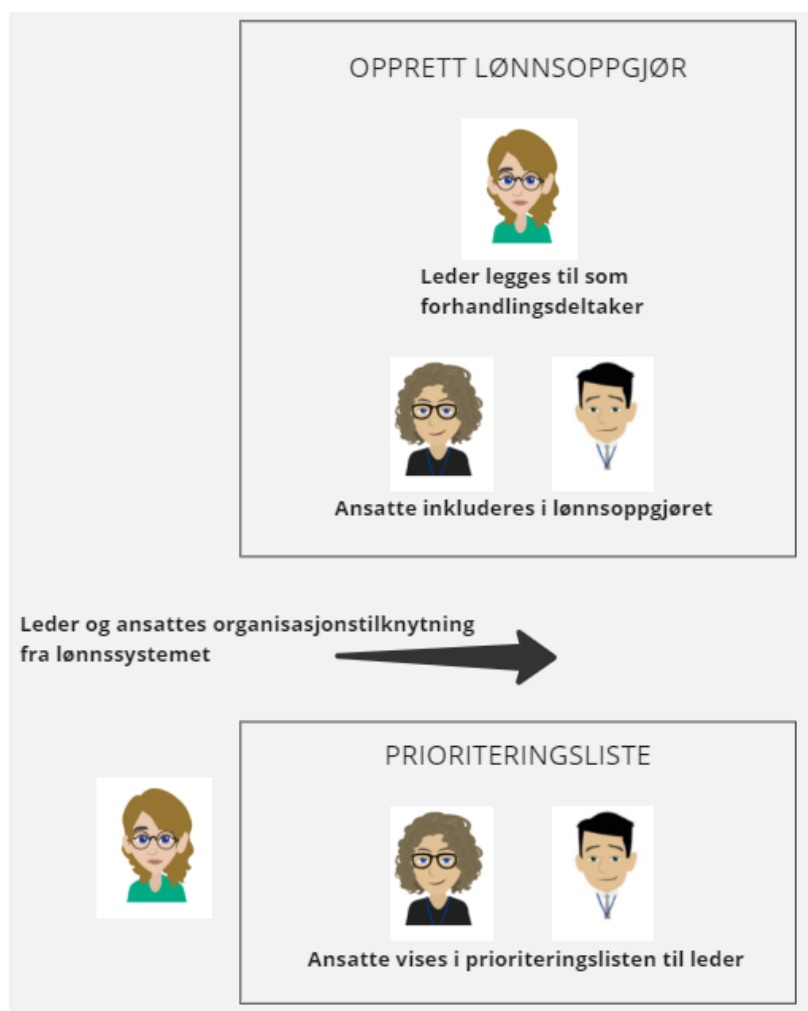 OPPRETT LØNNSOPPGJØR
Leder legges til som
forhandlingsdeltaker
Ansatte inkluderes i lønnsoppgjøret
Leder og ansattes organisasjonstilknytning
fra lønnssystemet
PRIORITERINGSLISTE
Ansatte vises i prioriteringslisten til leder